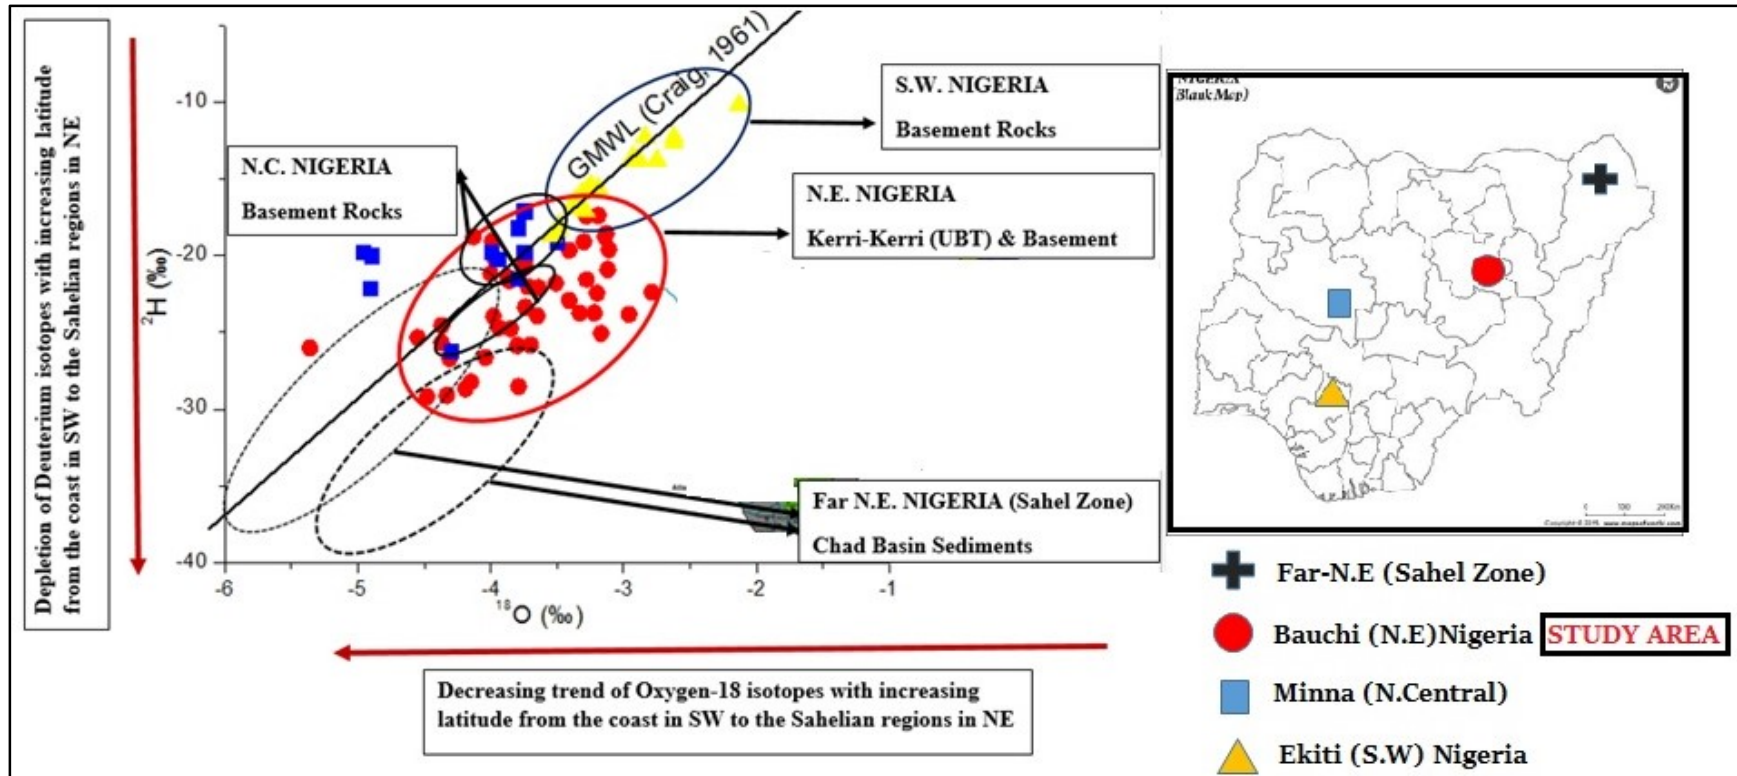 Depletion of Deuterium isotopes with increasing latitude
from the coast in SW to the Sahelian regions in NE
²H (‰)
-10
-20
-30
-40
-6
-5
-4
-3
-2
-1
¹⁸O (‰)
GMWL (Craig, 1961)
N.C. NIGERIA
Basement Rocks
S.W. NIGERIA
Basement Rocks
N.E. NIGERIA
Kerri-Kerri (UBT) & Basement
Far N.E. NIGERIA (Sahel Zone)
Chad Basin Sediments
Decreasing trend of Oxygen-18 isotopes with increasing
latitude from the coast in SW to the Sahelian regions in NE
NIGERIA
(Blank Map)
N
0 100 200Km
Far-N.E (Sahel Zone)
Bauchi (N.E)Nigeria STUDY AREA
Minna (N.Central)
Ekiti (S.W) Nigeria